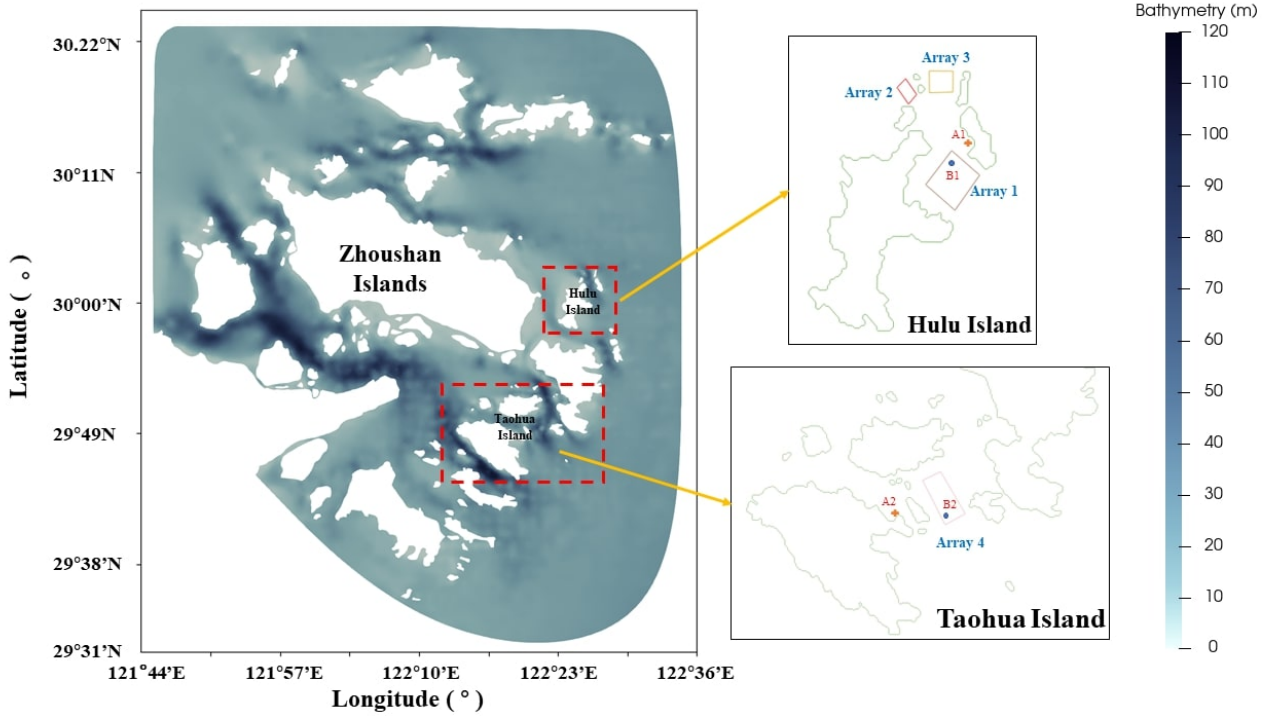 Bathymetry (m)
120
110
100
90
80
70
60
50
40
30
20
10
0
30.22°N
30°11'N
30°00'N
29°49'N
29°38'N
29°31'N
Latitude ( ° )
121°44'E
121°57'E
122°10'E
122°23'E
122°36'E
Longitude ( ° )
Zhoushan
Islands
Hulu
Island
Taohua
Island
Array 3
Array 2
A1
B1
Array 1
Hulu Island
A2
B2
Array 4
Taohua Island